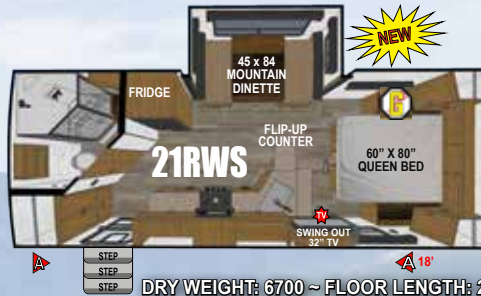 NEW
45 x 84
MOUNTAIN
DINETTE
FRIDGE
G
FLIP-UP
COUNTER
21RWS
60" X 80"
QUEEN BED
TV
SWING OUT
32" TV
A
A 18'
STEP
STEP
STEP
DRY WEIGHT: 6700 ~ FLOOR LENGTH: 2